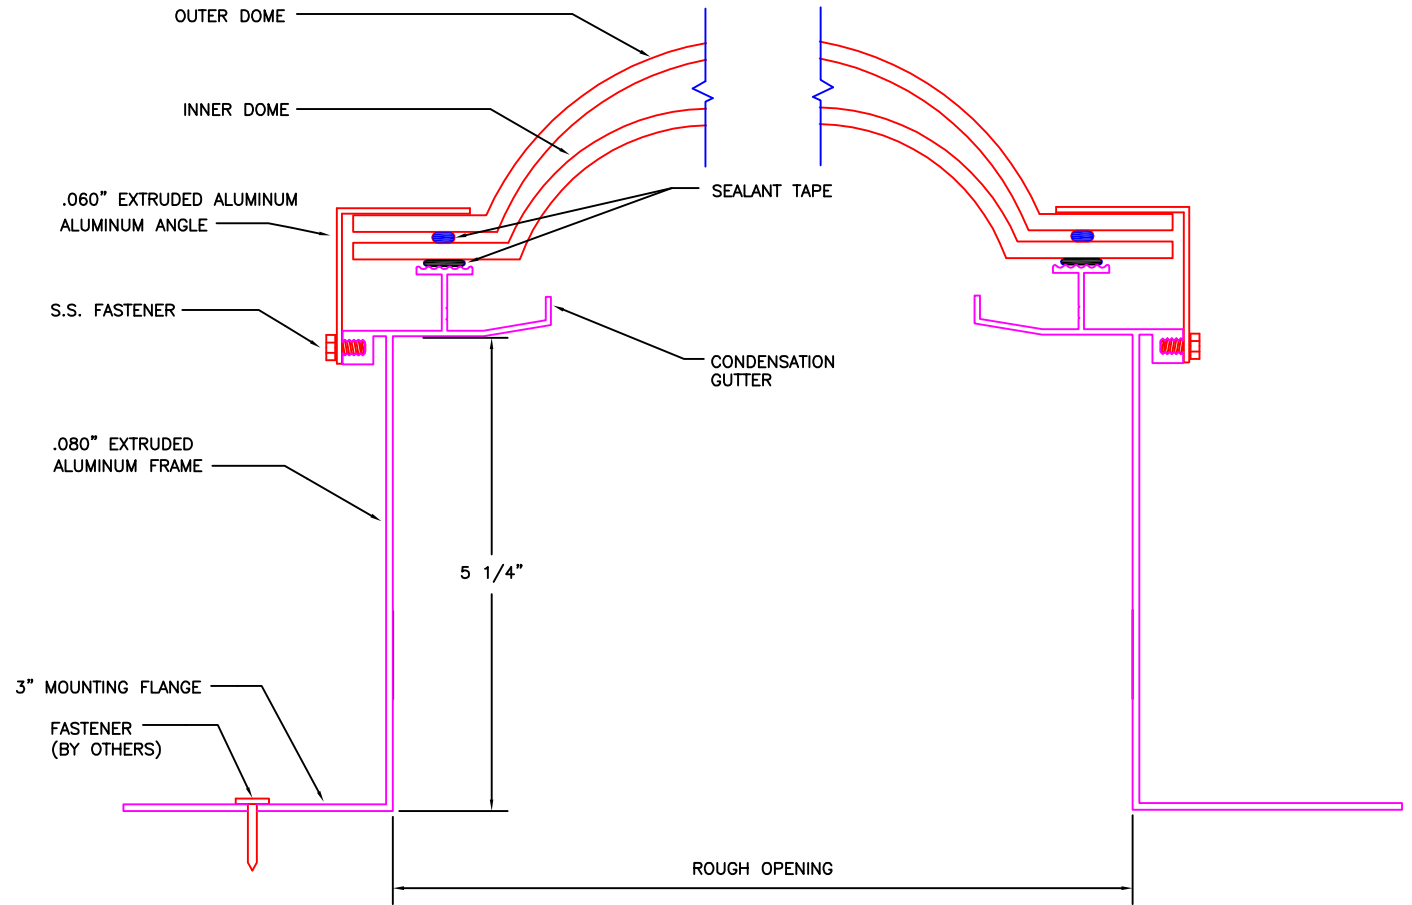 OUTER DOME
INNER DOME
.060" EXTRUDED ALUMINUM
ALUMINUM ANGLE
SEALANT TAPE
S.S. FASTENER
CONDENSATION
GUTTER
.080" EXTRUDED
ALUMINUM FRAME
5 1/4"
3" MOUNTING FLANGE
FASTENER
(BY OTHERS)
ROUGH OPENING